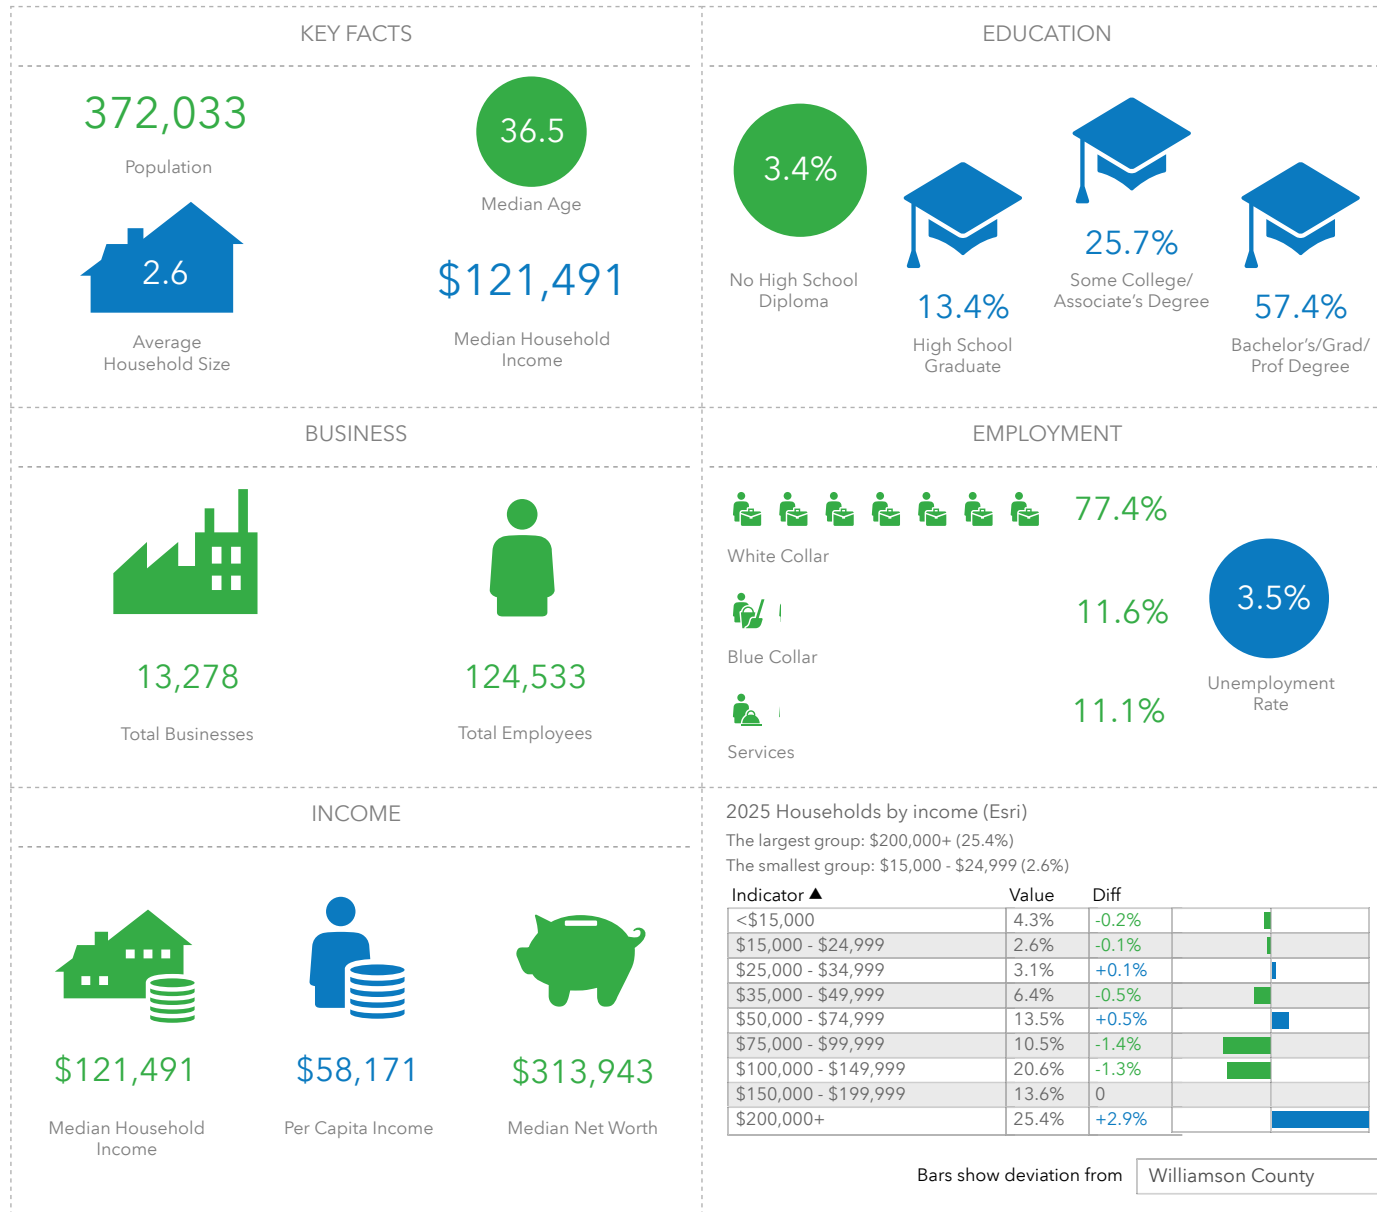 KEY FACTS
372,033
Population
36.5
Median Age
2.6
Average
Household Size
$121,491
Median Household
Income
EDUCATION
3.4%
No High School
Diploma
13.4%
High School
Graduate
25.7%
Some College/
Associate's Degree
57.4%
Bachelor's/Grad/
Prof Degree
BUSINESS
13,278
Total Businesses
124,533
Total Employees
EMPLOYMENT
77.4%
White Collar
11.6%
Blue Collar
11.1%
Services
3.5%
Unemployment
Rate
INCOME
$121,491
Median Household
Income
$58,171
Per Capita Income
$313,943
Median Net Worth
2025 Households by income (Esri)
The largest group: $200,000+ (25.4%)
The smallest group: $15,000 - $24,999 (2.6%)
Indicator ▲ Value Diff
<$15,000 4.3% -0.2%
$15,000 - $24,999 2.6% -0.1%
$25,000 - $34,999 3.1% +0.1%
$35,000 - $49,999 6.4% -0.5%
$50,000 - $74,999 13.5% +0.5%
$75,000 - $99,999 10.5% -1.4%
$100,000 - $149,999 20.6% -1.3%
$150,000 - $199,999 13.6% 0
$200,000+ 25.4% +2.9%
Bars show deviation from Williamson County